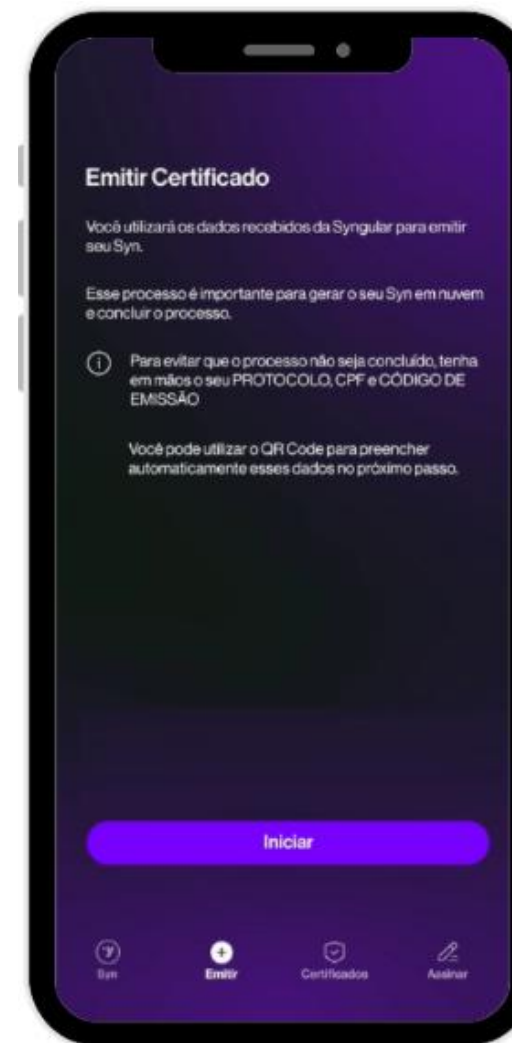 Emitir Certificado
Você utilizará os dados recebidos da Syngular para emitir
seu Syn.
Esse processo é importante para gerar o seu Syn em nuvem
e concluir o processo.
Para evitar que o processo não seja concluído, tenha
em mãos o seu PROTOCOLO, CPF e CÓDIGO DE
EMISSÃO
Você pode utilizar o QR Code para preencher
automaticamente esses dados no próximo passo.
Iniciar
Syn
Emitir
Certificados
Assinar